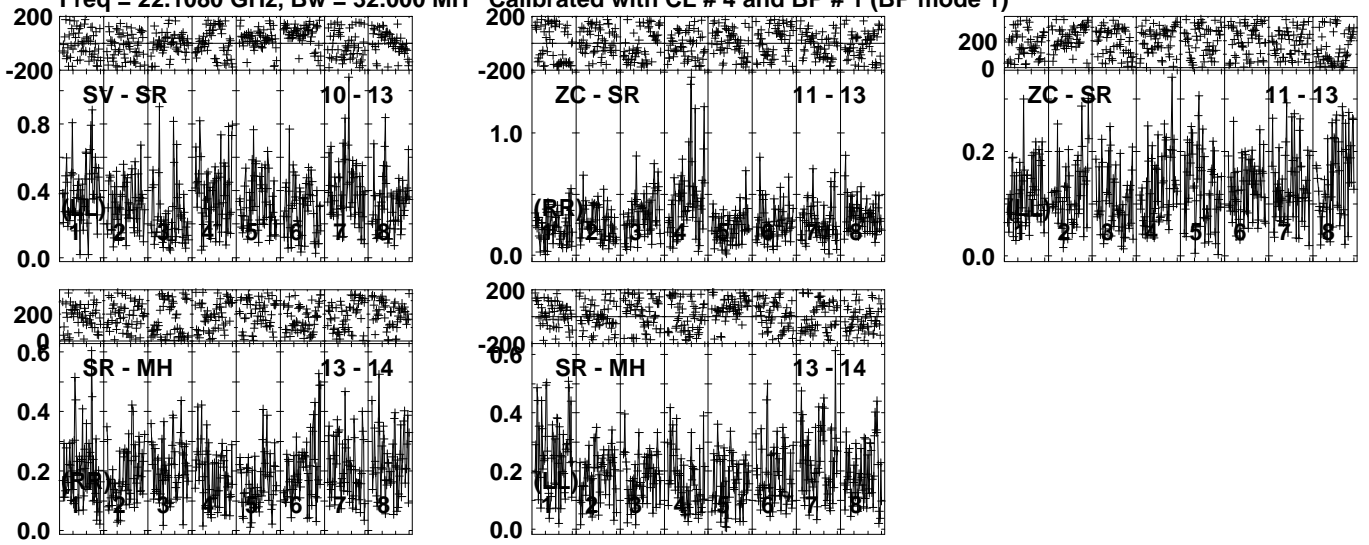 Freq = 22.1080 GHz, Bw = 32.000 MH Calibrated with CL # 4 and BP # 1 (BP mode 1)
200
-200
SV - SR 10 - 13
0.8
0.4
0.0
(LL)
1 2 3 4 5 6 7 8
200
-200
ZC - SR 11 - 13
1.0
0.0
(RR)
1 2 3 4 5 6 7 8
200
0
ZC - SR 11 - 13
0.2
0.0
(LL)
1 2 3 4 5 6 7 8
200
0
0.6
SR - MH 13 - 14
0.4
0.2
0.0
(RR)
1 2 3 4 5 6 7 8
200
-200
0.6
SR - MH 13 - 14
0.4
0.2
0.0
(LL)
1 2 3 4 5 6 7 8